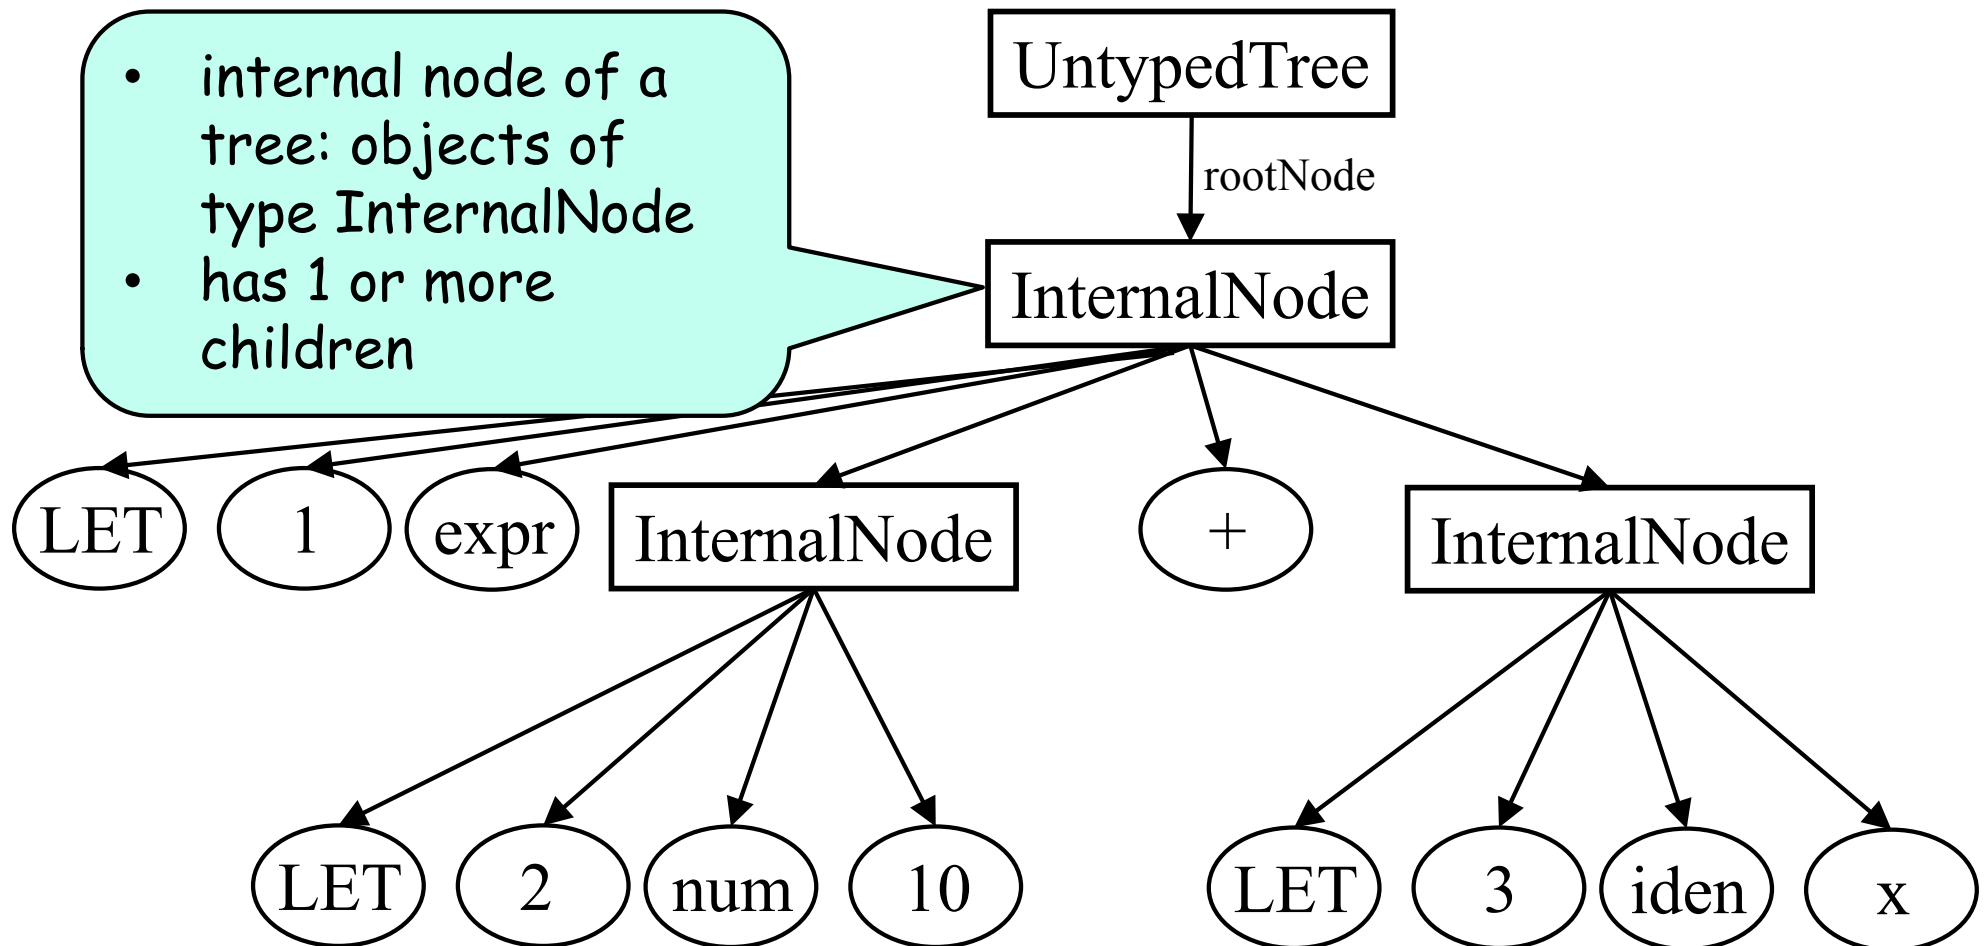 • internal node of a
tree: objects of
type InternalNode
• has 1 or more
children
UntypedTree
rootNode
InternalNode
LET 1 expr InternalNode + InternalNode
LET 2 num 10 LET 3 iden x